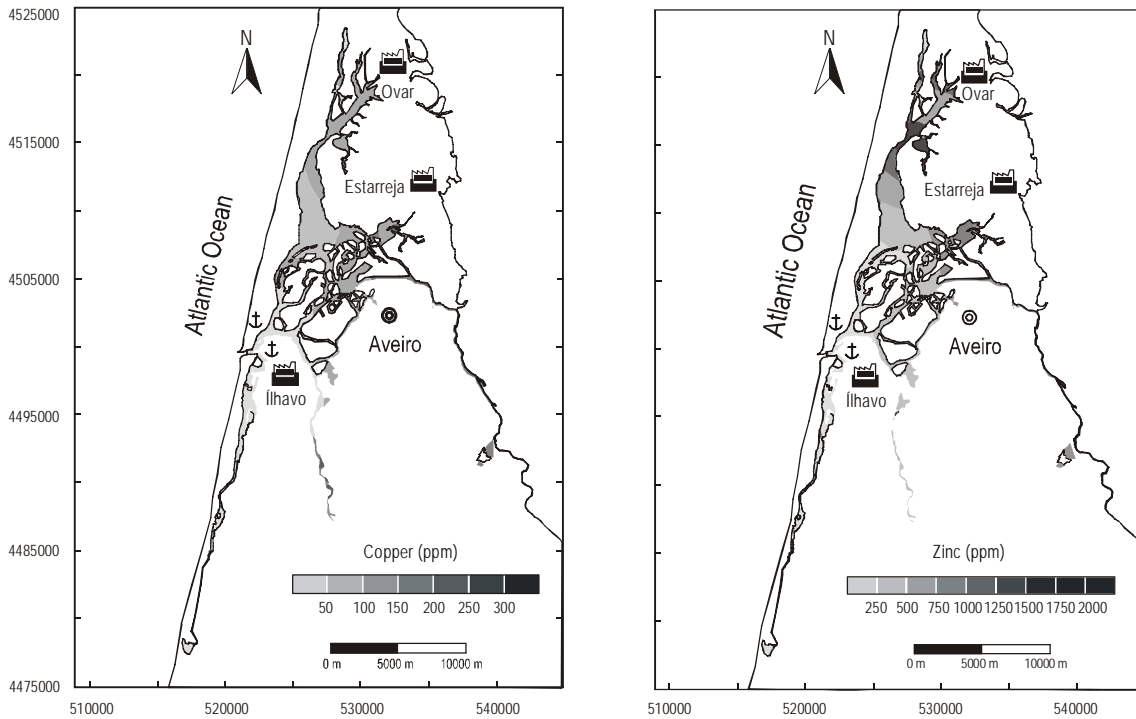 4525000
4515000
4505000
4495000
4485000
4475000
510000 520000 530000 540000
N
Ovar
Estarreja
Atlantic Ocean
Aveiro
Ílhavo
Copper (ppm)
50 100 150 200 250 300
0 m 5000 m 10000 m
N
Ovar
Estarreja
Atlantic Ocean
Aveiro
Ílhavo
Zinc (ppm)
250 500 750 1000 1250 1500 1750 2000
0 m 5000 m 10000 m
510000 520000 530000 540000